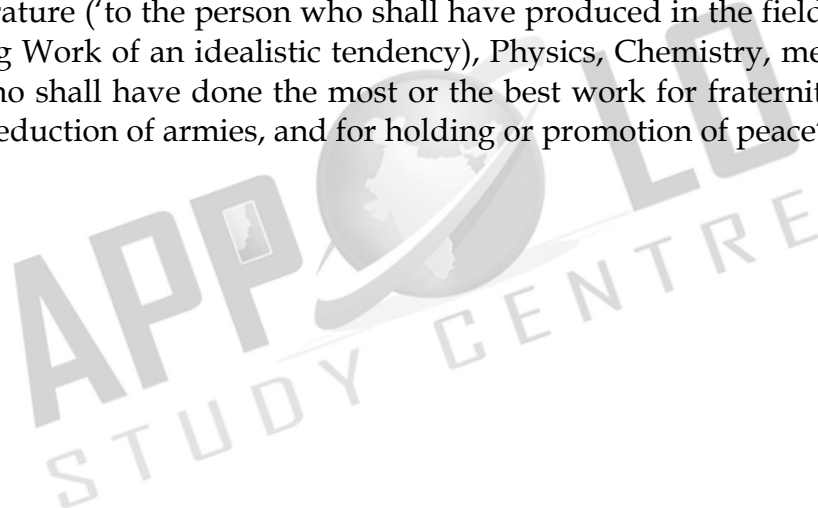 rature (‘to the person who shall have produced in the field
g Work of an idealistic tendency), Physics, Chemistry, me
ho shall have done the most or the best work for fraternit
eduction of armies, and for holding or promotion of peace’
APPOLO
STUDY CENTRE